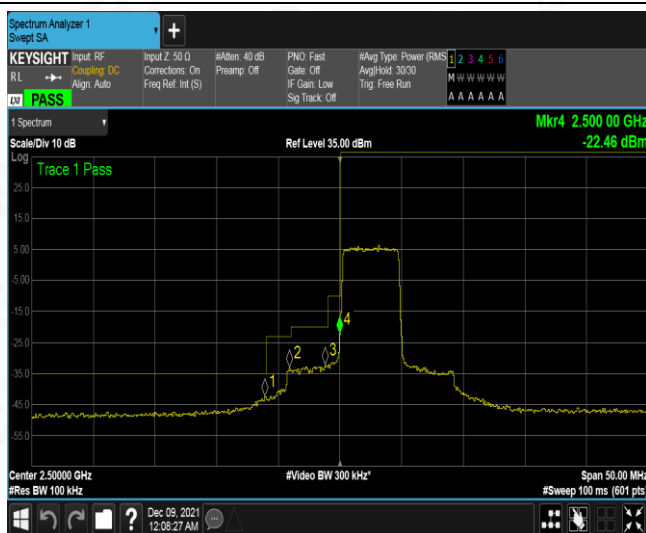 Spectrum Analyzer 1
Swept SA
KEYSIGHT
RL
Input: RF
Coupling: DC
Align: Auto
Input Z: 50 Ω
Corrections: On
Freq Ref: Int (S)
#Atten: 40 dB
Preamp: Off
PNO: Fast
Gate: Off
IF Gain: Low
Sig Track: Off
#Avg Type: Power (RMS
Avg|Hold: 30/30
Trig: Free Run
1 2 3 4 5 6
M W W W W W
A A A A A A
LXI PASS
1 Spectrum
Mkr4 2.500 00 GHz
Scale/Div 10 dB
Ref Level 35.00 dBm
-22.46 dBm
Log
Trace 1 Pass
25.0
15.0
5.00
-5.00
-15.0
-25.0
-35.0
-45.0
-55.0
1
2
3
4
Center 2.50000 GHz
#Video BW 300 kHz*
Span 50.00 MHz
#Res BW 100 kHz
#Sweep 100 ms (601 pts)
?
Dec 09, 2021
12:08:27 AM